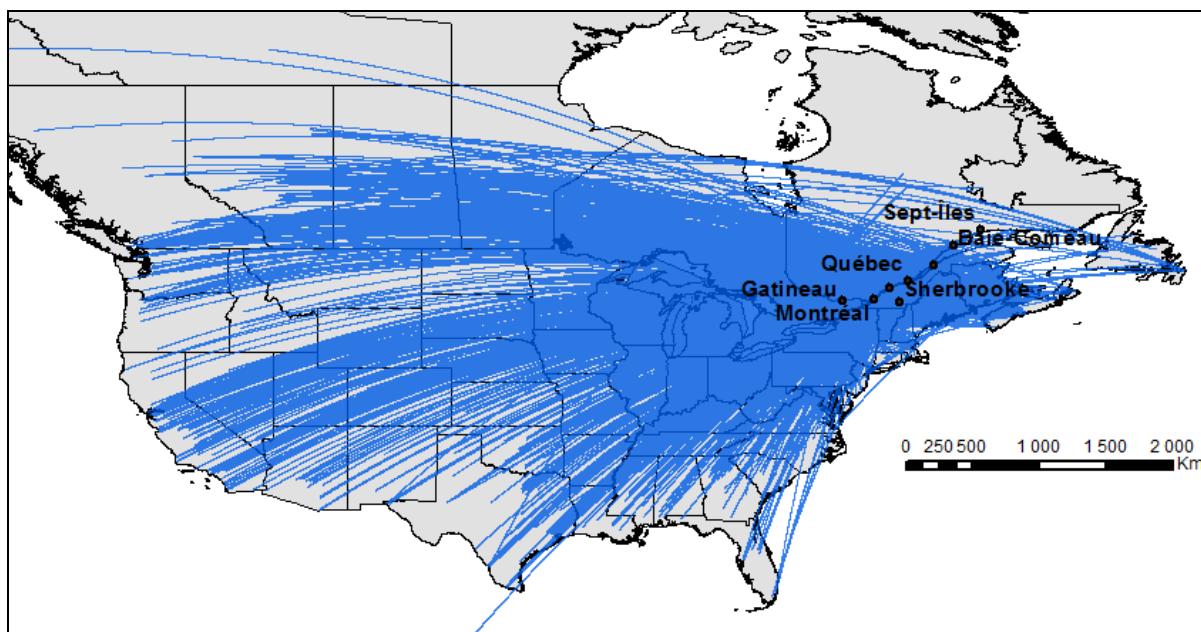 Sept-Îles
Baie-Comeau
Québec
Gatineau
Sherbrooke
Montréal
0 250 500 1 000 1 500 2 000
Km